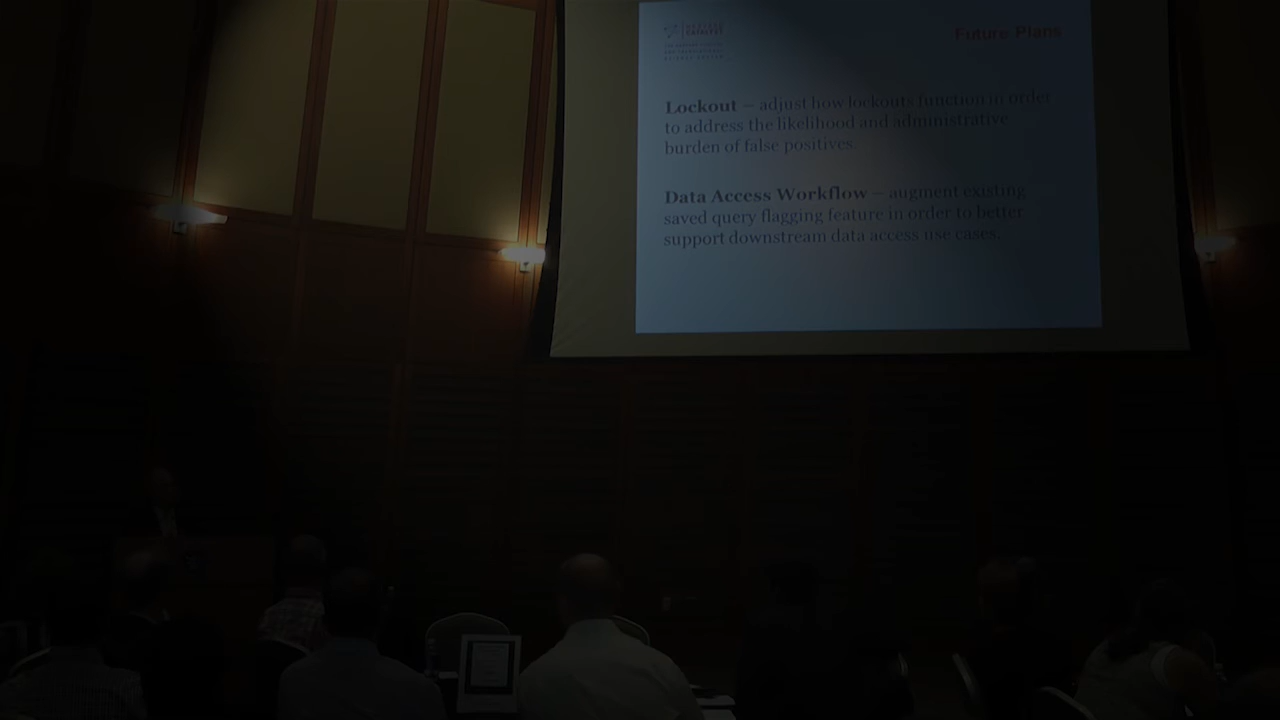 CATALYST
Future Plans
Lockout – adjust how lockouts function in order
to address the likelihood and administrative
burden of false positives.
Data Access Workflow – augment existing
saved query flagging feature in order to better
support downstream data access use cases.